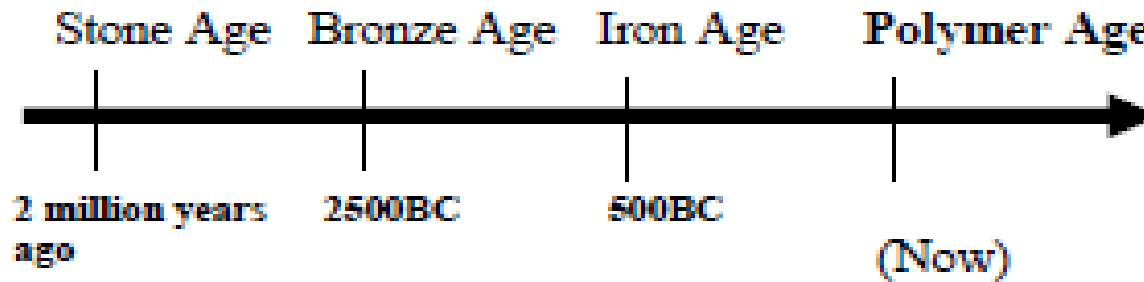 Stone Age Bronze Age Iron Age Polymer Age
2 million years ago 2500BC 500BC
(Now)